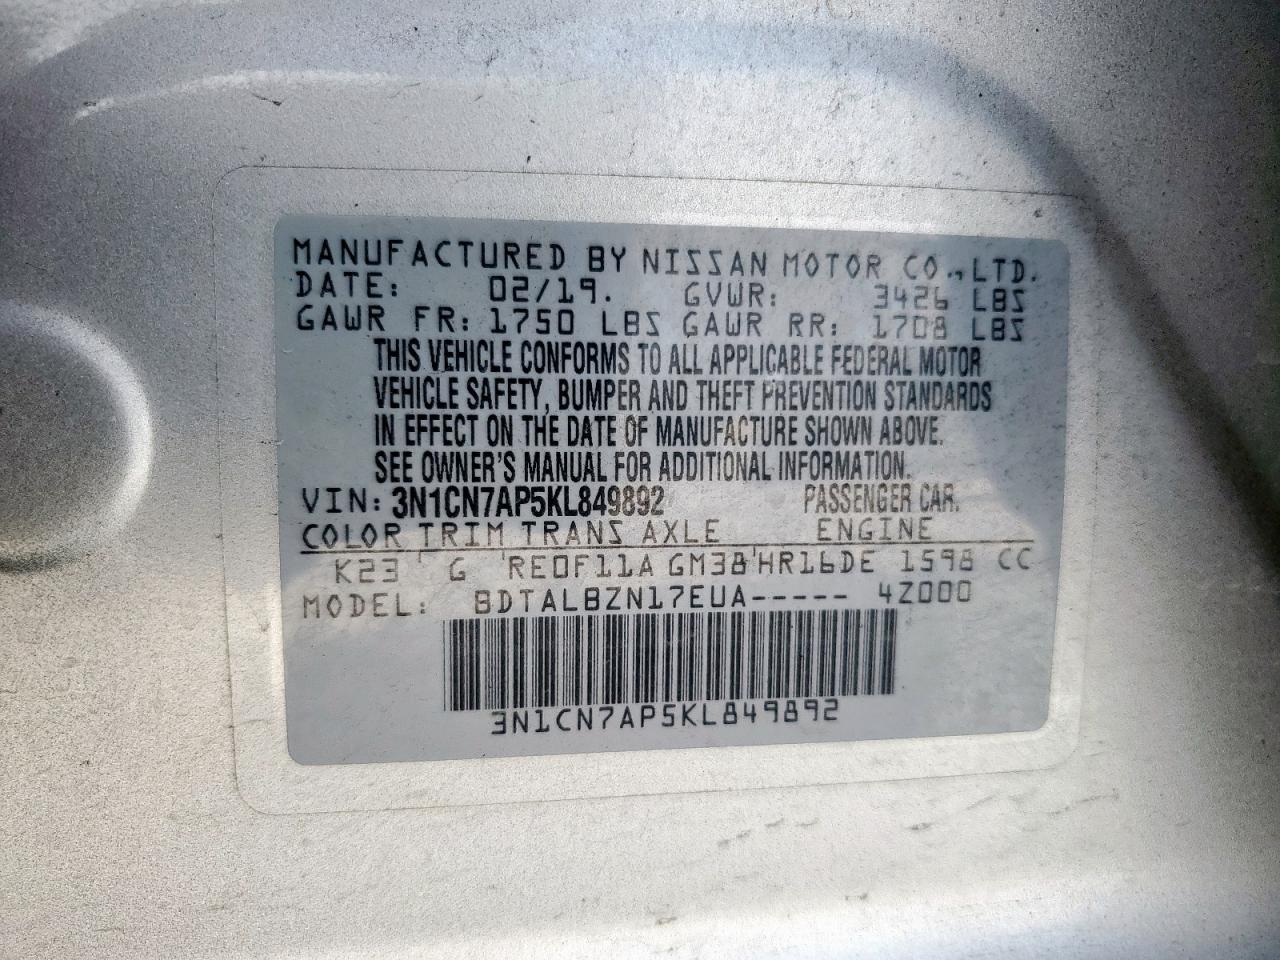 MANUFACTURED BY NISSAN MOTOR CO., LTD.
DATE: 02/19. GVWR: 3426 LBS
GAWR FR: 1750 LBS GAWR RR: 1708 LBS
THIS VEHICLE CONFORMS TO ALL APPLICABLE FEDERAL MOTOR
VEHICLE SAFETY, BUMPER AND THEFT PREVENTION STANDARDS
IN EFFECT ON THE DATE OF MANUFACTURE SHOWN ABOVE.
SEE OWNER'S MANUAL FOR ADDITIONAL INFORMATION.
VIN: 3N1CN7AP5KL849892 PASSENGER CAR.
COLOR TRIM TRANS AXLE ENGINE
K23 G RE0F11A GM38 HR16DE 1598 CC
MODEL: BDTALBZN17EUA----- 4Z000
3N1CN7AP5KL849892